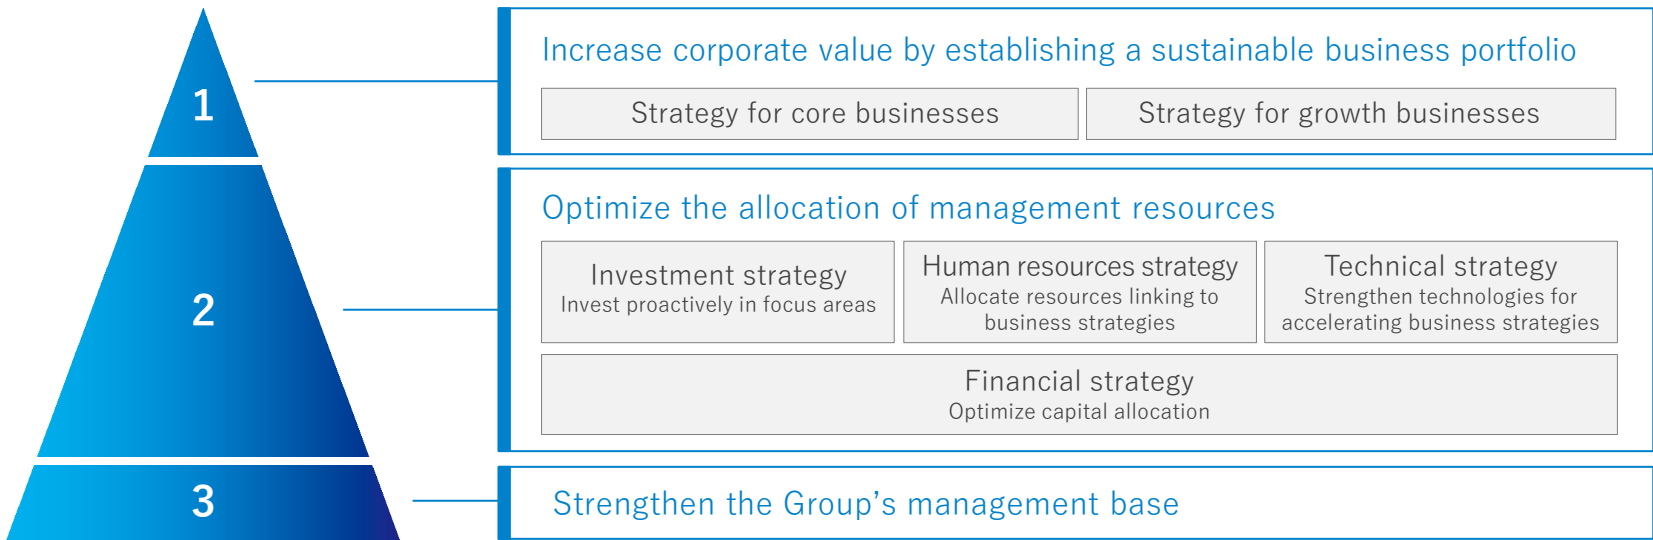 1
Increase corporate value by establishing a sustainable business portfolio
Strategy for core businesses
Strategy for growth businesses
2
Optimize the allocation of management resources
Investment strategy
Invest proactively in focus areas
Human resources strategy
Allocate resources linking to
business strategies
Technical strategy
Strengthen technologies for
accelerating business strategies
Financial strategy
Optimize capital allocation
3
Strengthen the Group’s management base